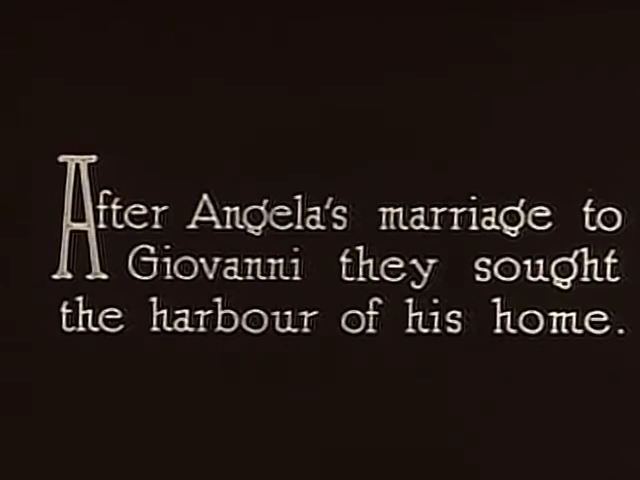 After Angela's marriage to
Giovanni they sought
the harbour of his home.